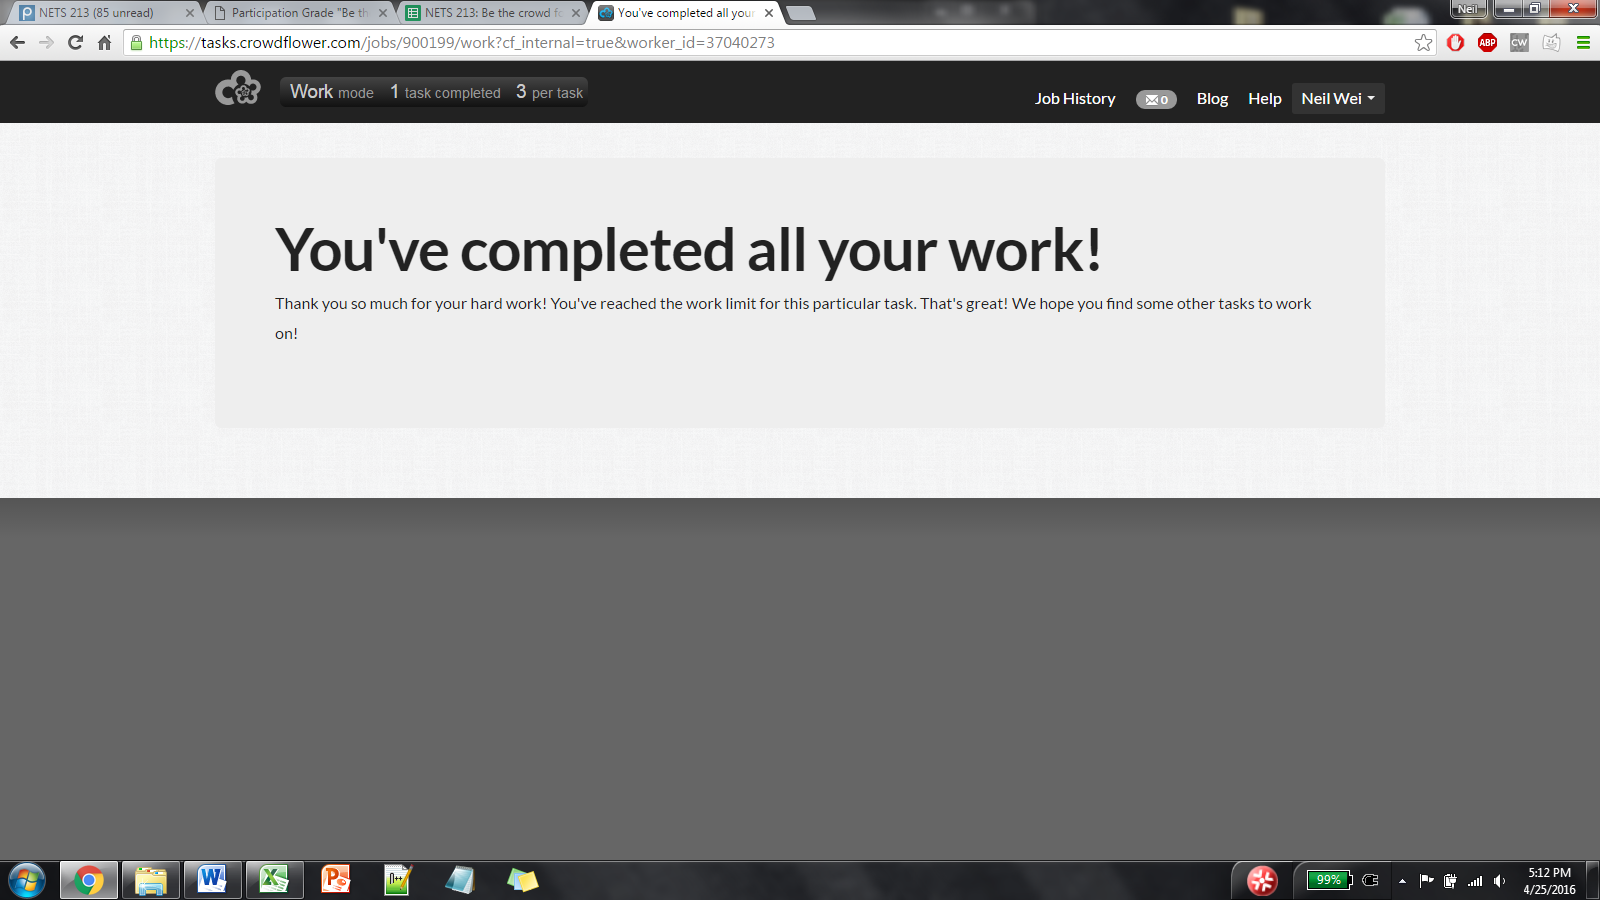 NETS 213 (85 unread)
Participation Grade "Be th
NETS 213: Be the crowd fo
You've completed all your
Neil
https://tasks.crowdflower.com/jobs/900199/work?cf_internal=true&worker_id=37040273
ABP
CW
Work mode 1 task completed 3 per task
Job History
0
Blog
Help
Neil Wei
You've completed all your work!
Thank you so much for your hard work! You've reached the work limit for this particular task. That's great! We hope you find some other tasks to work
on!
99%
5:12 PM
4/25/2016